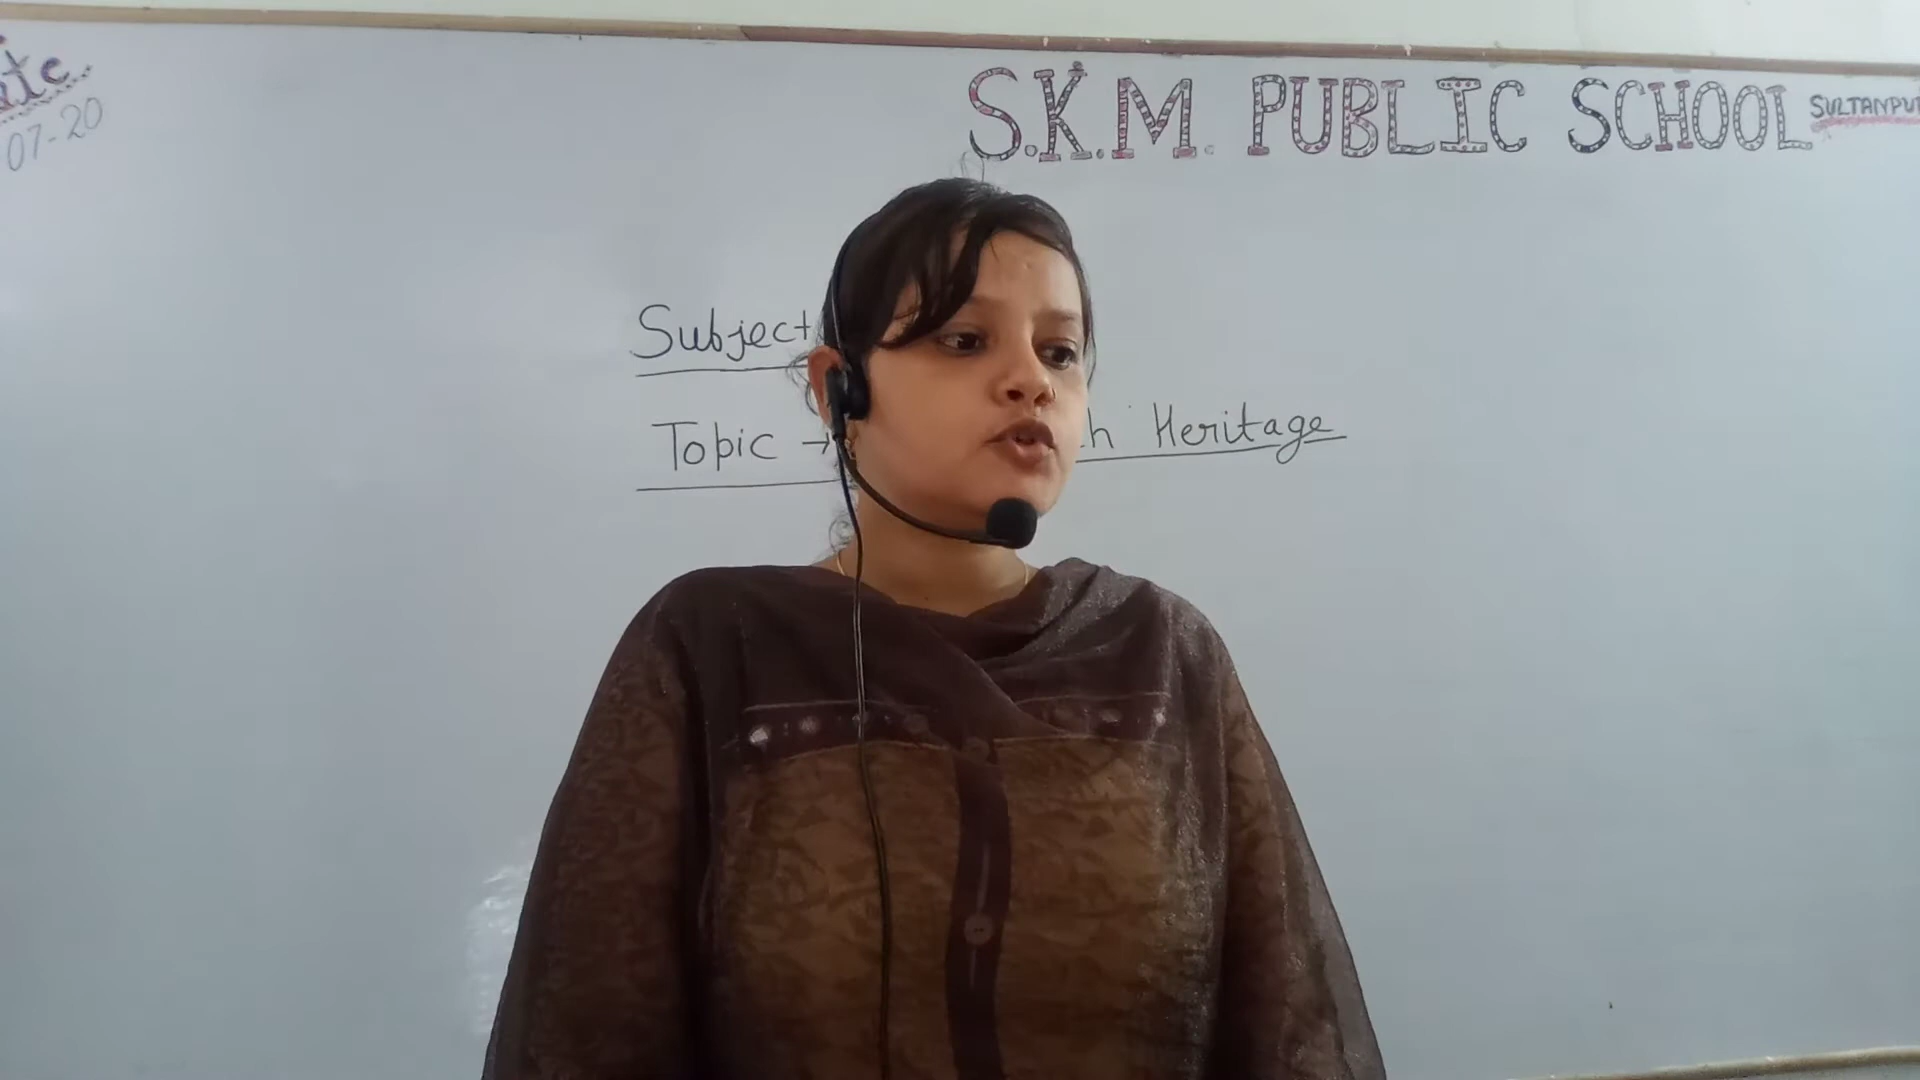 S.K.M. PUBLIC SCHOOL SULTANPU
07-20
Subject
Topic → Heritage